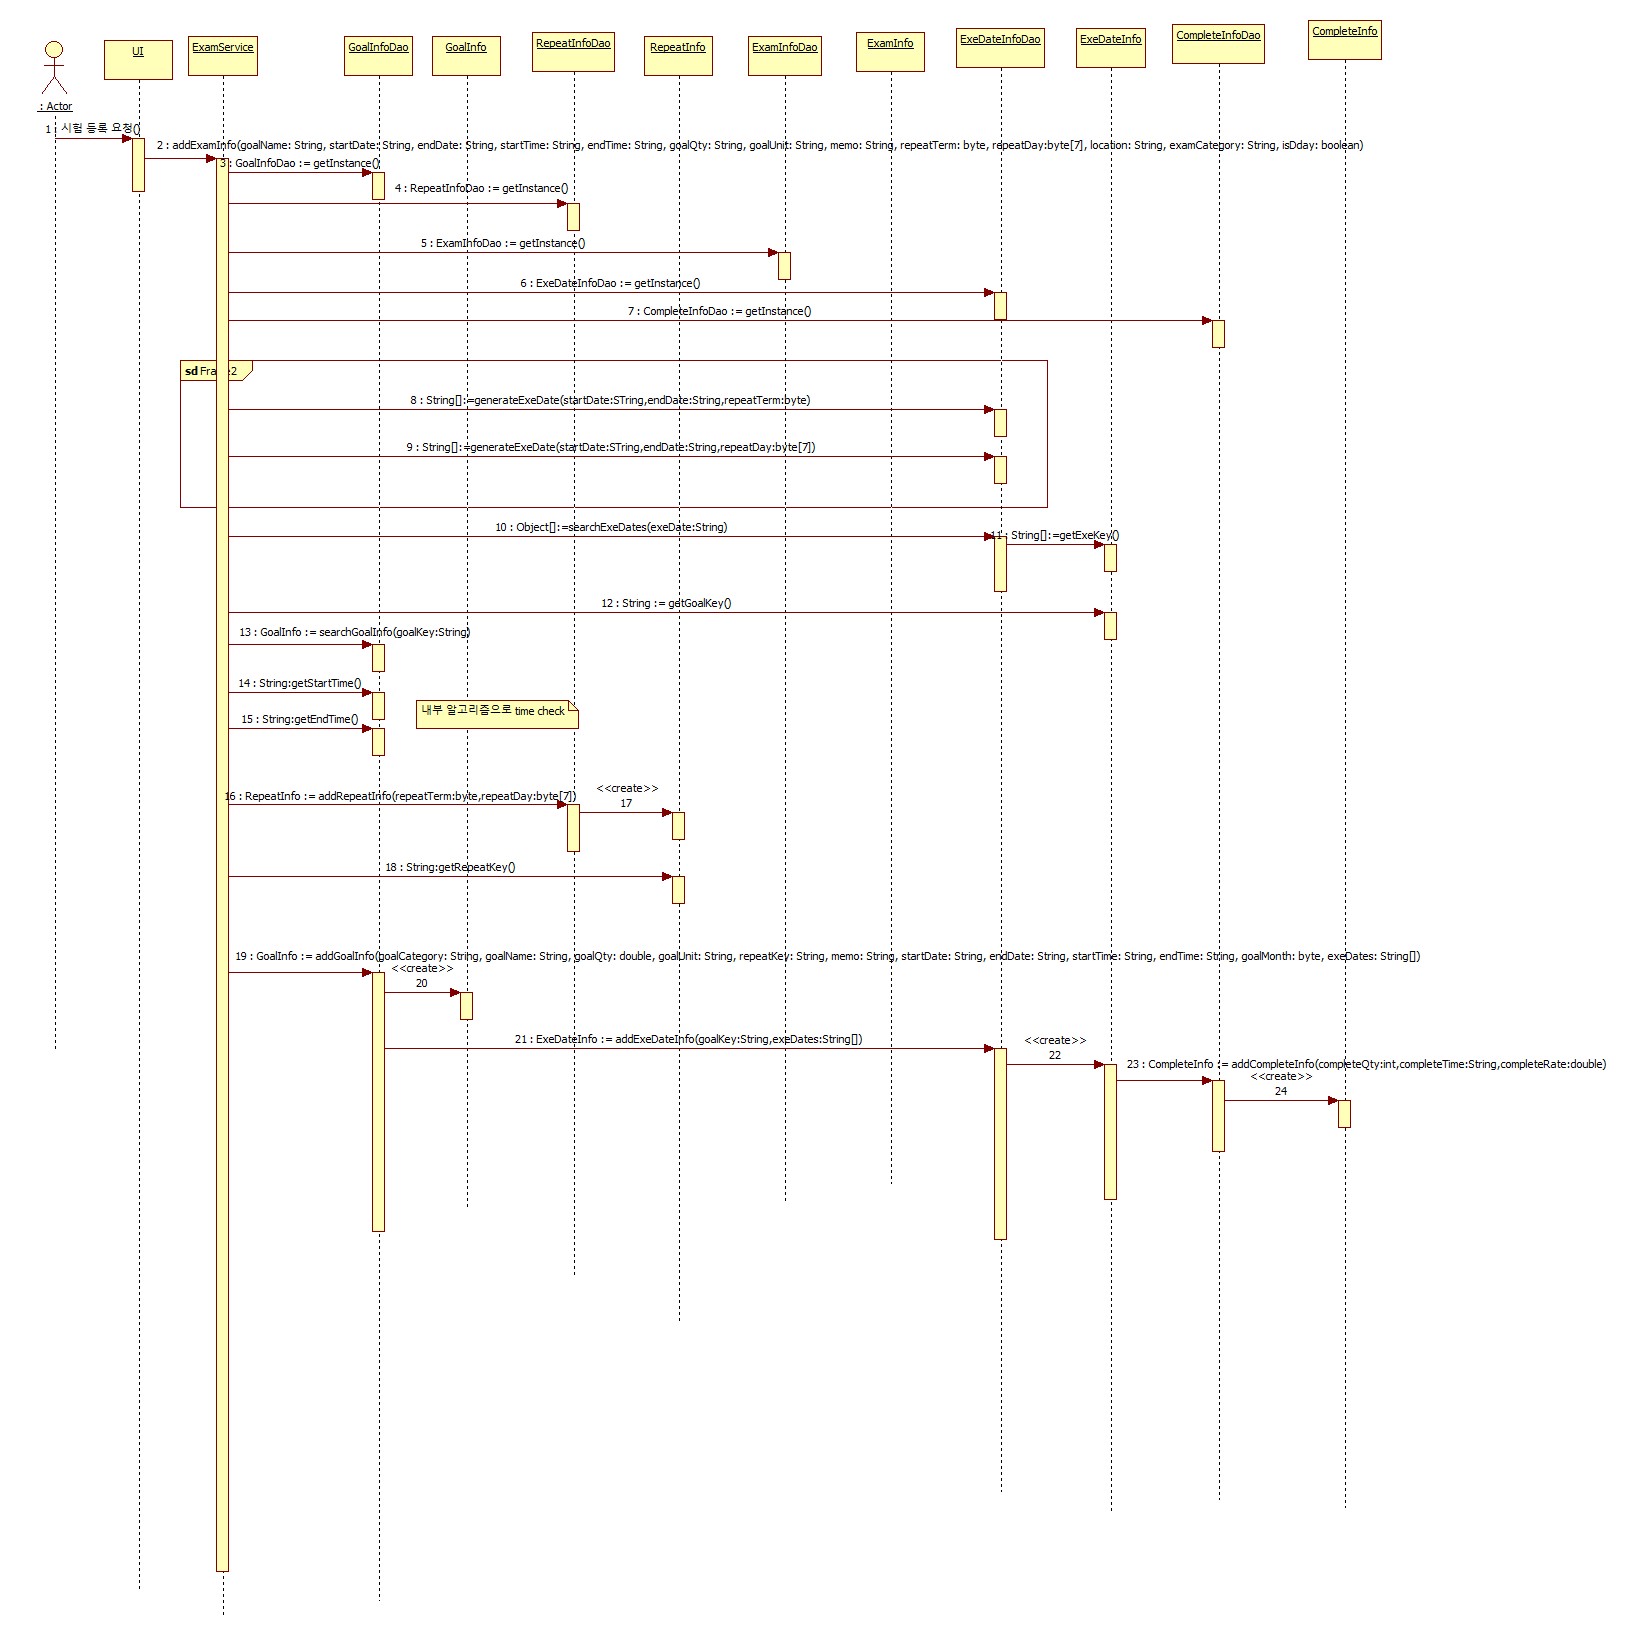 UI
ExamService
GoalInfoDao
GoalInfo
RepeatInfoDao
RepeatInfo
ExamInfoDao
ExamInfo
ExeDateInfoDao
ExeDateInfo
CompleteInfoDao
CompleteInfo
: Actor
1 : 시험 등록 요청()
2 : addExamInfo(goalName: String, startDate: String, endDate: String, startTime: String, endTime: String, goalQty: String, goalUnit: String, memo: String, repeatTerm: byte, repeatDay:byte[7], location: String, examCategory: String, isDday: boolean)
3 : GoalInfoDao := getInstance()
4 : RepeatInfoDao := getInstance()
5 : ExamInfoDao := getInstance()
6 : ExeDateInfoDao := getInstance()
7 : CompleteInfoDao := getInstance()
sd Frame2
8 : String[]:=generateExeDate(startDate:STring,endDate:String,repeatTerm:byte)
9 : String[]:=generateExeDate(startDate:STring,endDate:String,repeatDay:byte[7])
10 : Object[]:=searchExeDates(exeDate:String)
11 : String[]:=getExeKey()
12 : String := getGoalKey()
13 : GoalInfo := searchGoalInfo(goalKey:String)
14 : String:getStartTime()
내부 알고리즘으로 time check
15 : String:getEndTime()
16 : RepeatInfo := addRepeatInfo(repeatTerm:byte,repeatDay:byte[7])
<<create>>
17
18 : String:getRepeatKey()
19 : GoalInfo := addGoalInfo(goalCategory: String, goalName: String, goalQty: double, goalUnit: String, repeatKey: String, memo: String, startDate: String, endDate: String, startTime: String, endTime: String, goalMonth: byte, exeDates: String[])
<<create>>
20
21 : ExeDateInfo := addExeDateInfo(goalKey:String,exeDates:String[])
<<create>>
22
23 : CompleteInfo := addCompleteInfo(completeQty:int,completeTime:String,completeRate:double)
<<create>>
24